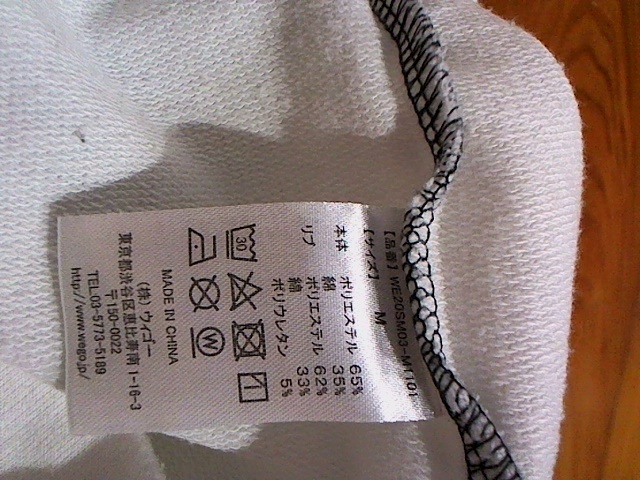 【品番】WE20SM03-M1101
【サイズ】 M
本体 ポリエステル 65%
綿 35%
リブ ポリエステル 62%
綿 33%
ポリウレタン 5%
30
W
MADE IN CHINA
(株)ウィゴー
〒150-0022
東京都渋谷区恵比寿南 1-16-3
TEL.03-5773-5189
http://www.wego.jp/